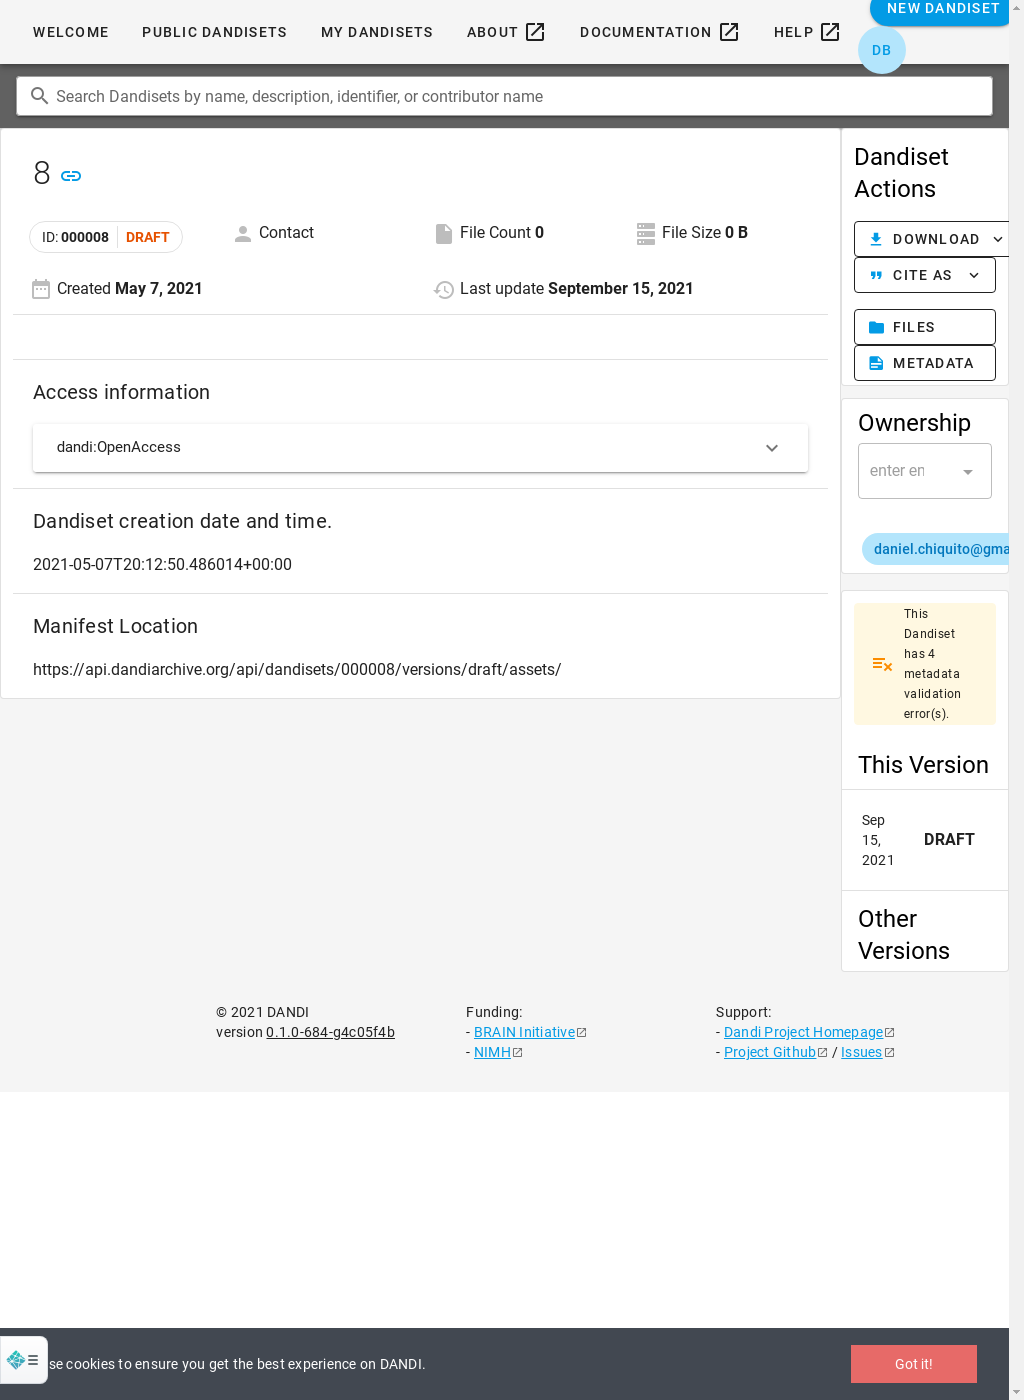 WELCOME PUBLIC DANDISETS MY DANDISETS ABOUT DOCUMENTATION HELP NEW DANDISET
DB
Search Dandisets by name, description, identifier, or contributor name
8
ID: 000008 DRAFT Contact File Count 0 File Size 0 B
Created May 7, 2021 Last update September 15, 2021
Access information
dandi:OpenAccess
Dandiset creation date and time.
2021-05-07T20:12:50.486014+00:00
Manifest Location
https://api.dandiarchive.org/api/dandisets/000008/versions/draft/assets/
Dandiset
Actions
DOWNLOAD
CITE AS
FILES
METADATA
Ownership
enter en
daniel.chiquito@gma
This
Dandiset
has 4
metadata
validation
error(s).
This Version
Sep
15,
2021
DRAFT
Other
Versions
© 2021 DANDI
version 0.1.0-684-g4c05f4b
Funding:
- BRAIN Initiative
- NIMH
Support:
- Dandi Project Homepage
- Project Github / Issues
se cookies to ensure you get the best experience on DANDI.
Got it!